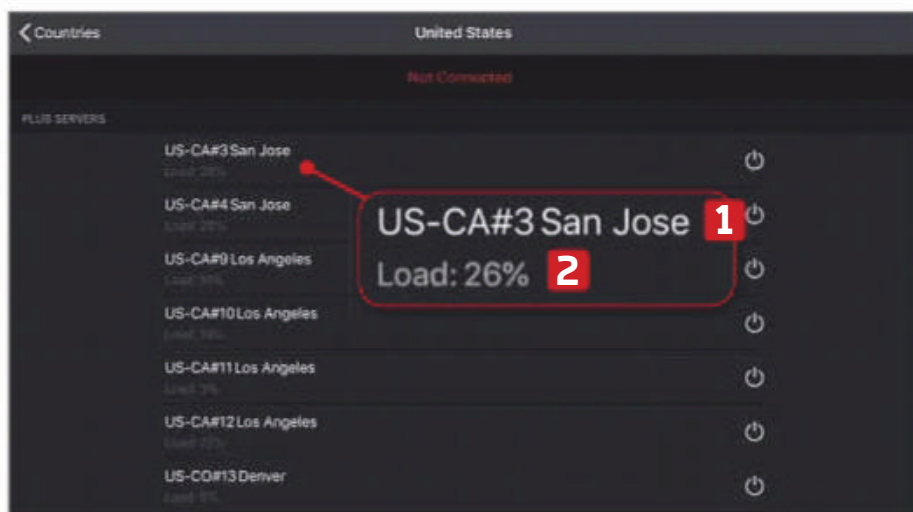 Countries
United States
Not Connected
PLUS SERVERS
US-CA#3 San Jose
US-CA#4 San Jose
US-CA#9 Los Angeles
US-CA#10 Los Angeles
US-CA#11 Los Angeles
US-CA#12 Los Angeles
US-CO#13 Denver
US-CA#3 San Jose 1
Load: 26% 2